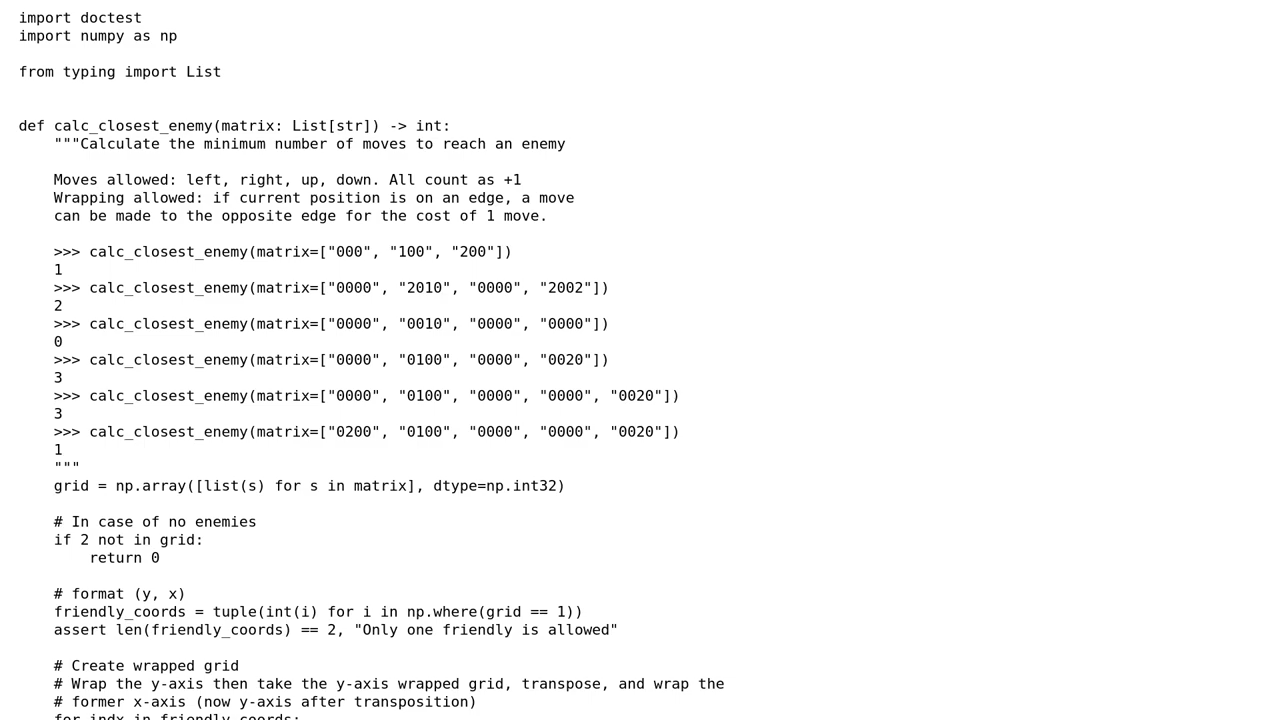 import doctest
import numpy as np

from typing import List


def calc_closest_enemy(matrix: List[str]) -> int:
    """Calculate the minimum number of moves to reach an enemy

    Moves allowed: left, right, up, down. All count as +1
    Wrapping allowed: if current position is on an edge, a move
    can be made to the opposite edge for the cost of 1 move.

    >>> calc_closest_enemy(matrix=["000", "100", "200"])
    1
    >>> calc_closest_enemy(matrix=["0000", "2010", "0000", "2002"])
    2
    >>> calc_closest_enemy(matrix=["0000", "0010", "0000", "0000"])
    0
    >>> calc_closest_enemy(matrix=["0000", "0100", "0000", "0020"])
    3
    >>> calc_closest_enemy(matrix=["0000", "0100", "0000", "0000", "0020"])
    3
    >>> calc_closest_enemy(matrix=["0200", "0100", "0000", "0000", "0020"])
    1
    """
    grid = np.array([list(s) for s in matrix], dtype=np.int32)

    # In case of no enemies
    if 2 not in grid:
        return 0

    # format (y, x)
    friendly_coords = tuple(int(i) for i in np.where(grid == 1))
    assert len(friendly_coords) == 2, "Only one friendly is allowed"

    # Create wrapped grid
    # Wrap the y-axis then take the y-axis wrapped grid, transpose, and wrap the
    # former x-axis (now y-axis after transposition)
    for indx in friendly_coords: